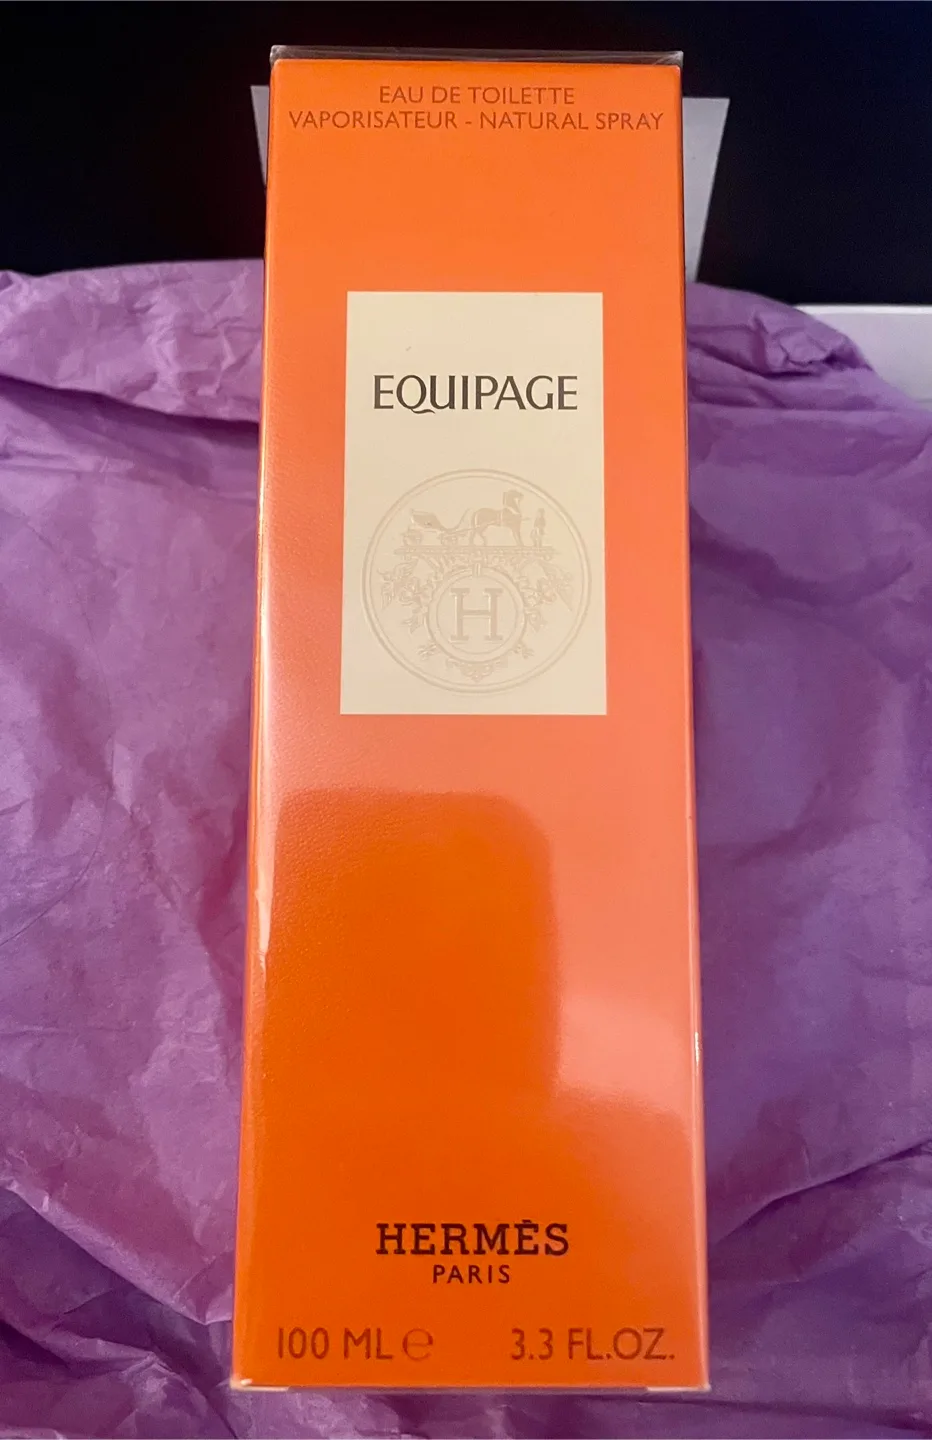 EAU DE TOILETTE
VAPORISATEUR - NATURAL SPRAY
EQUIPAGE
H
HERMÈS
PARIS
100 ML e 3.3 FL.OZ.